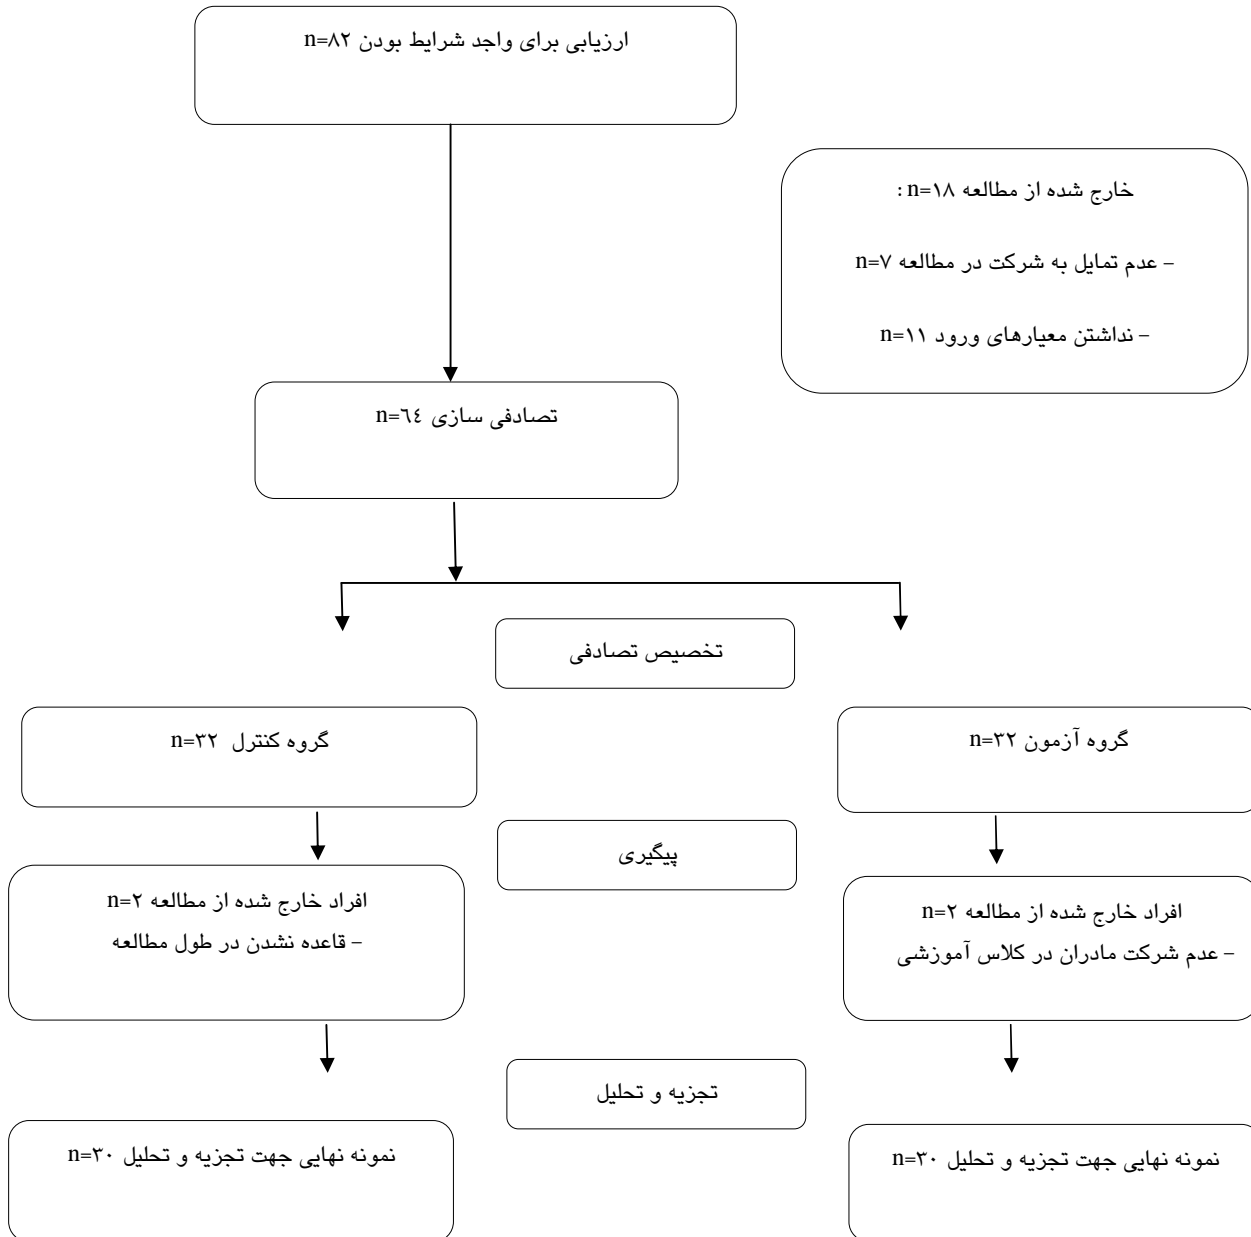 ارزیابی برای واجد شرایط بودن n=۸۲
خارج شده از مطالعه n=۱۸ :
– عدم تمایل به شرکت در مطالعه n=۷
– نداشتن معیارهای ورود n=۱۱
تصادفی سازی n=٦٤
تخصیص تصادفی
گروه آزمون n=۳۲
گروه کنترل n=۳۲
پیگیری
افراد خارج شده از مطالعه n=۲
– عدم شرکت مادران در کلاس آموزشی
افراد خارج شده از مطالعه n=۲
– قاعده نشدن در طول مطالعه
تجزیه و تحلیل
نمونه نهایی جهت تجزیه و تحلیل n=۳۰
نمونه نهایی جهت تجزیه و تحلیل n=۳۰